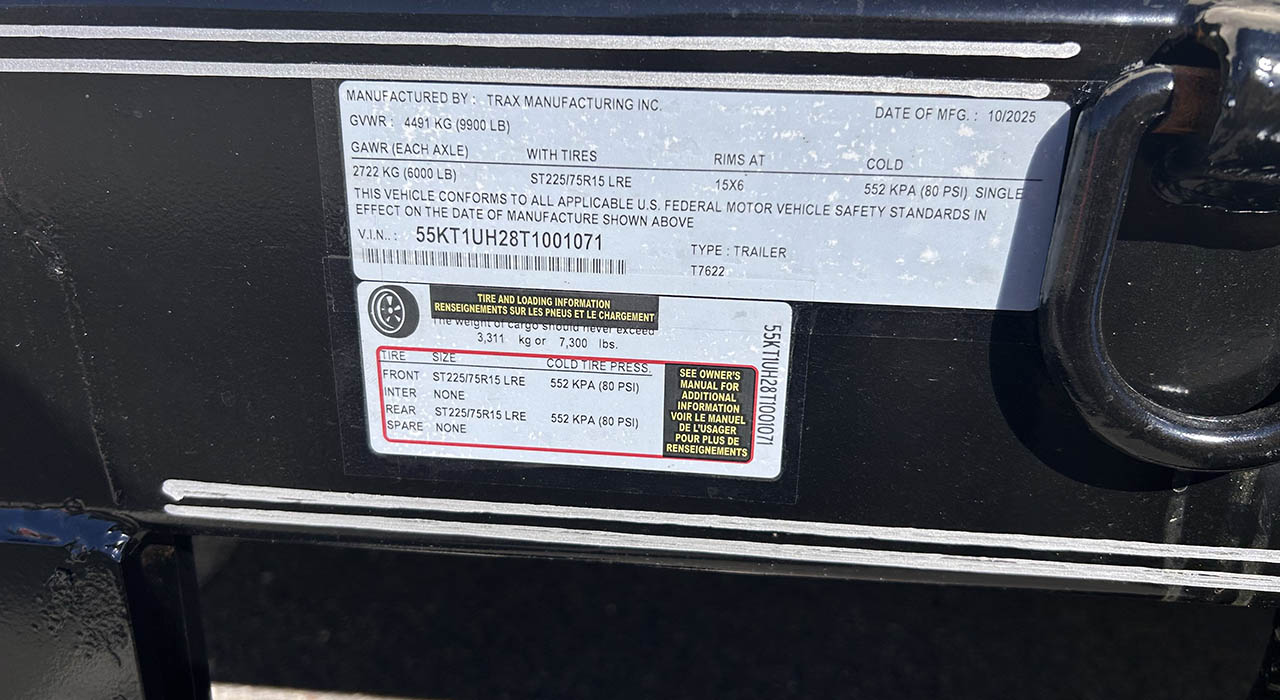 MANUFACTURED BY : TRAX MANUFACTURING INC.
DATE OF MFG. : 10/2025
GVWR : 4491 KG (9900 LB)
GAWR (EACH AXLE) WITH TIRES RIMS AT COLD
2722 KG (6000 LB) ST225/75R15 LRE 15X6 552 KPA (80 PSI) SINGLE
THIS VEHICLE CONFORMS TO ALL APPLICABLE U.S. FEDERAL MOTOR VEHICLE SAFETY STANDARDS IN
EFFECT ON THE DATE OF MANUFACTURE SHOWN ABOVE
V.I.N.. : 55KT1UH28T1001071
TYPE : TRAILER
T7622
TIRE AND LOADING INFORMATION
RENSEIGNEMENTS SUR LES PNEUS ET LE CHARGEMENT
The weight of cargo should never exceed
3,311 kg or 7,300 lbs.
TIRE SIZE COLD TIRE PRESS.
FRONT ST225/75R15 LRE 552 KPA (80 PSI)
INTER NONE
REAR ST225/75R15 LRE 552 KPA (80 PSI)
SPARE NONE
SEE OWNER'S
MANUAL FOR
ADDITIONAL
INFORMATION
VOIR LE MANUEL
DE L'USAGER
POUR PLUS DE
RENSEIGNEMENTS
55KT1UH28T1001071